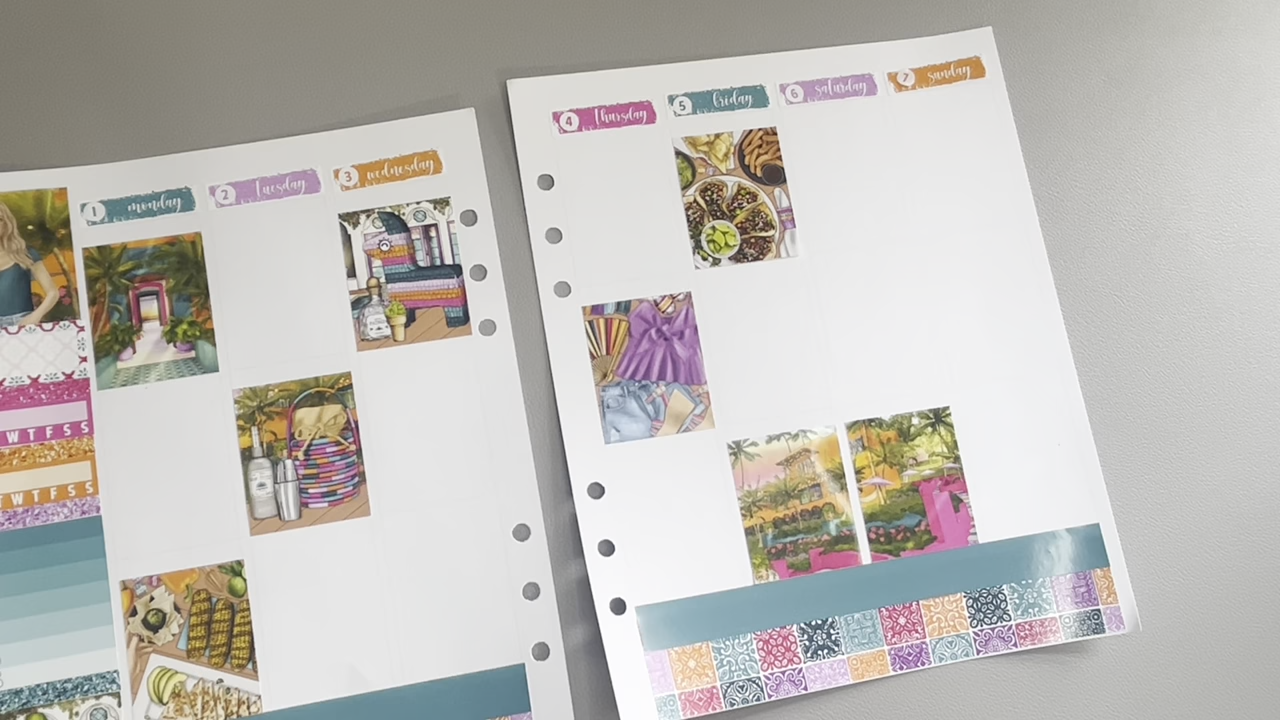 1 monday
2 Tuesday
3 wednesday
4 Thursday
5 friday
6 saturday
7 sunday
W T F S S
T W T F S S